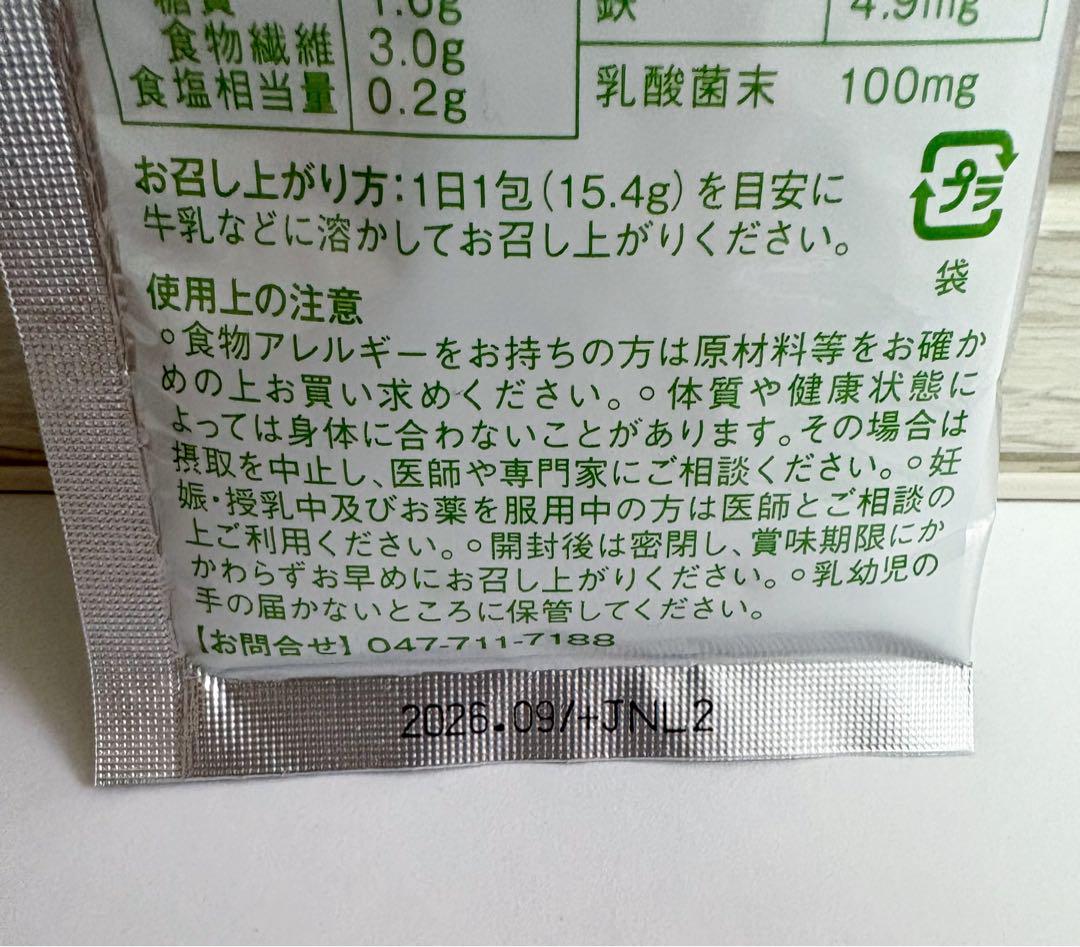 糖質 1.6g
鉄 4.9mg
食物繊維 3.0g
食塩相当量 0.2g
乳酸菌末 100mg
お召し上がり方:1日1包(15.4g)を目安に
牛乳などに溶かしてお召し上がりください。
プラ
袋
使用上の注意
○食物アレルギーをお持ちの方は原材料等をお確か
めの上お買い求めください。○体質や健康状態に
よっては身体に合わないことがあります。その場合は
摂取を中止し、医師や専門家にご相談ください。○妊
娠・授乳中及びお薬を服用中の方は医師とご相談の
上ご利用ください。○開封後は密閉し、賞味期限にか
かわらずお早めにお召し上がりください。○乳幼児の
手の届かないところに保管してください。
【お問合せ】047-711-7188
2026.09/+JNL2